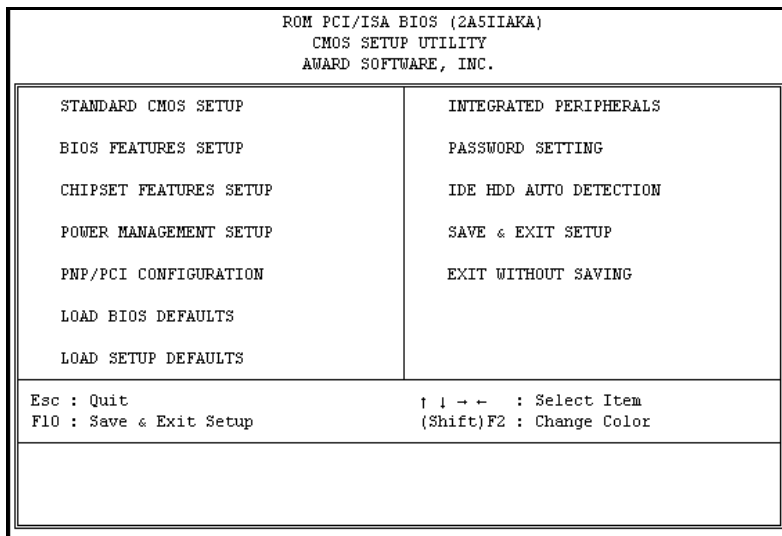 ROM PCI/ISA BIOS (2A5IIAKA)
CMOS SETUP UTILITY
AWARD SOFTWARE, INC.
STANDARD CMOS SETUP
BIOS FEATURES SETUP
CHIPSET FEATURES SETUP
POWER MANAGEMENT SETUP
PNP/PCI CONFIGURATION
LOAD BIOS DEFAULTS
LOAD SETUP DEFAULTS
INTEGRATED PERIPHERALS
PASSWORD SETTING
IDE HDD AUTO DETECTION
SAVE & EXIT SETUP
EXIT WITHOUT SAVING
Esc : Quit
F10 : Save & Exit Setup
↑ ↓ → ← : Select Item
(Shift)F2 : Change Color